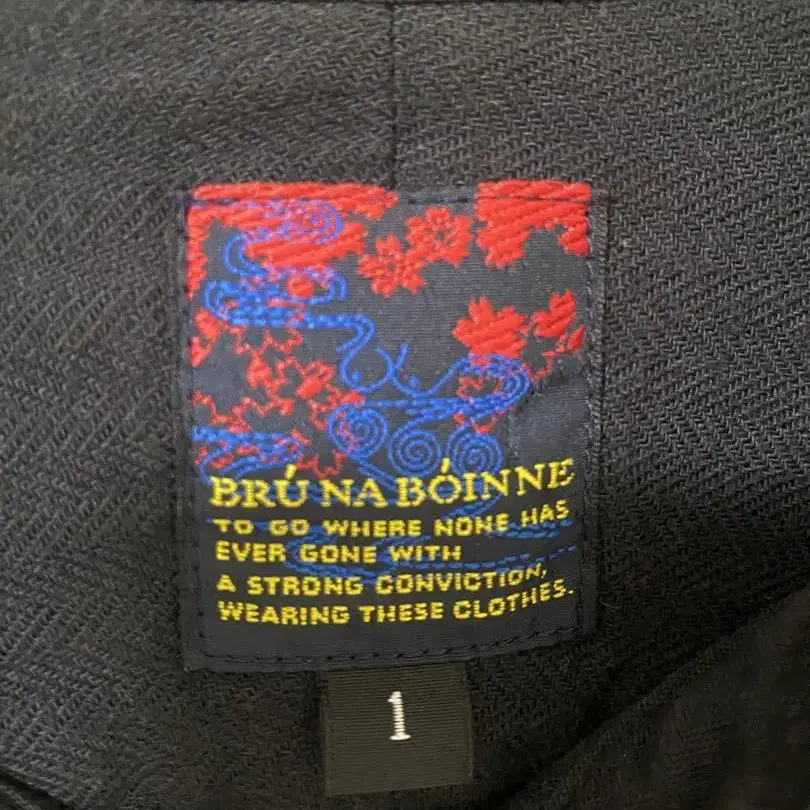 BRÚ NA BÓINNE
TO GO WHERE NONE HAS
EVER GONE WITH
A STRONG CONVICTION,
WEARING THESE CLOTHES.
1